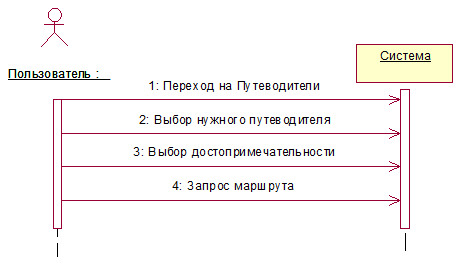 Система
Пользователь :
1: Переход на Путеводители
2: Выбор нужного путеводителя
3: Выбор достопримечательности
4: Запрос маршрута